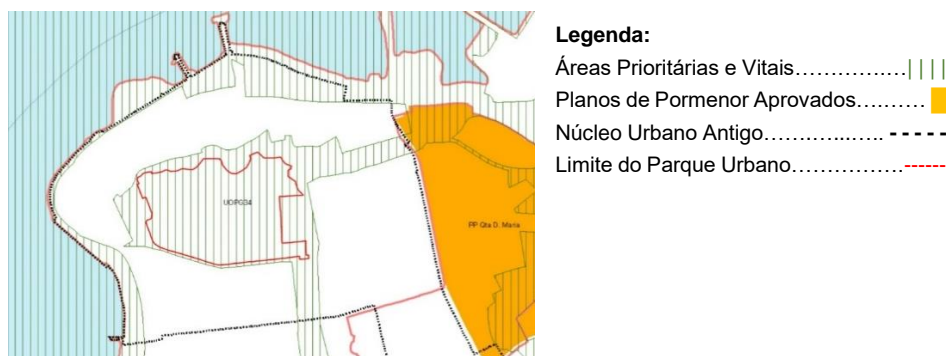 Legenda:
Áreas Prioritárias e Vitais
Planos de Pormenor Aprovados
Núcleo Urbano Antigo
Limite do Parque Urbano
UOPG34
PP Qta D. Maria